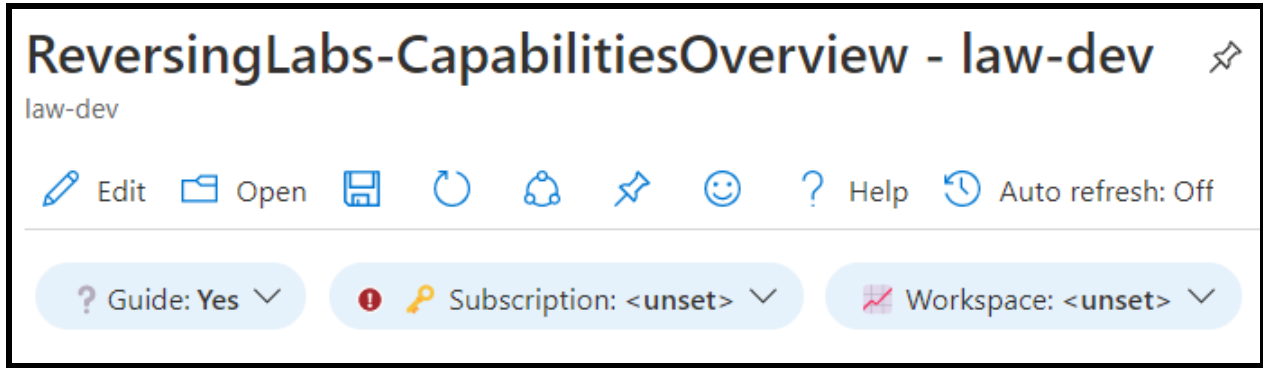 ReversingLabs-CapabilitiesOverview - law-dev
law-dev
Edit Open Help Auto refresh: Off
Guide: Yes Subscription: <unset> Workspace: <unset>